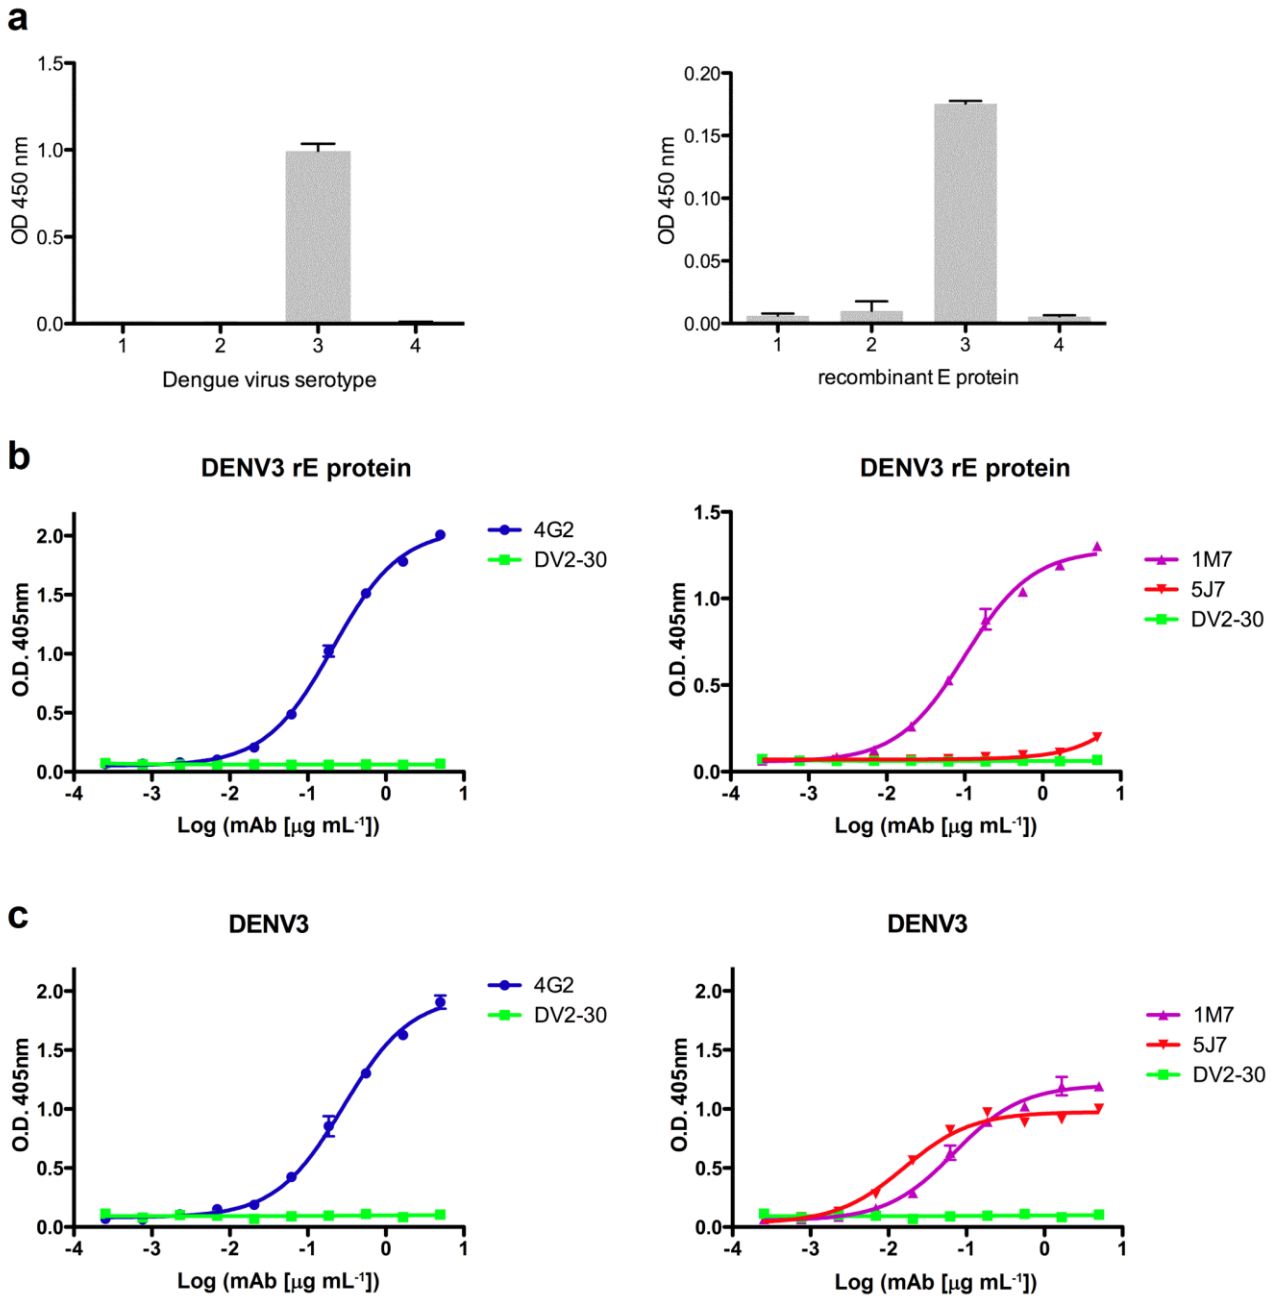 a
1.5
1.0
0.5
0.0
OD 450 nm
1 2 3 4
Dengue virus serotype
0.20
0.15
0.10
0.05
0.00
OD 450 nm
1 2 3 4
recombinant E protein
b
DENV3 rE protein
2.0
1.5
1.0
0.5
0.0
O.D. 405nm
-4 -3 -2 -1 0 1
Log (mAb [μg mL⁻¹])
4G2
DV2-30
DENV3 rE protein
1.5
1.0
0.5
0.0
O.D. 405nm
-4 -3 -2 -1 0 1
Log (mAb [μg mL⁻¹])
1M7
5J7
DV2-30
c
DENV3
2.0
1.5
1.0
0.5
0.0
O.D. 405nm
-4 -3 -2 -1 0 1
Log (mAb [μg mL⁻¹])
4G2
DV2-30
DENV3
2.0
1.5
1.0
0.5
0.0
O.D. 405nm
-4 -3 -2 -1 0 1
Log (mAb [μg mL⁻¹])
1M7
5J7
DV2-30